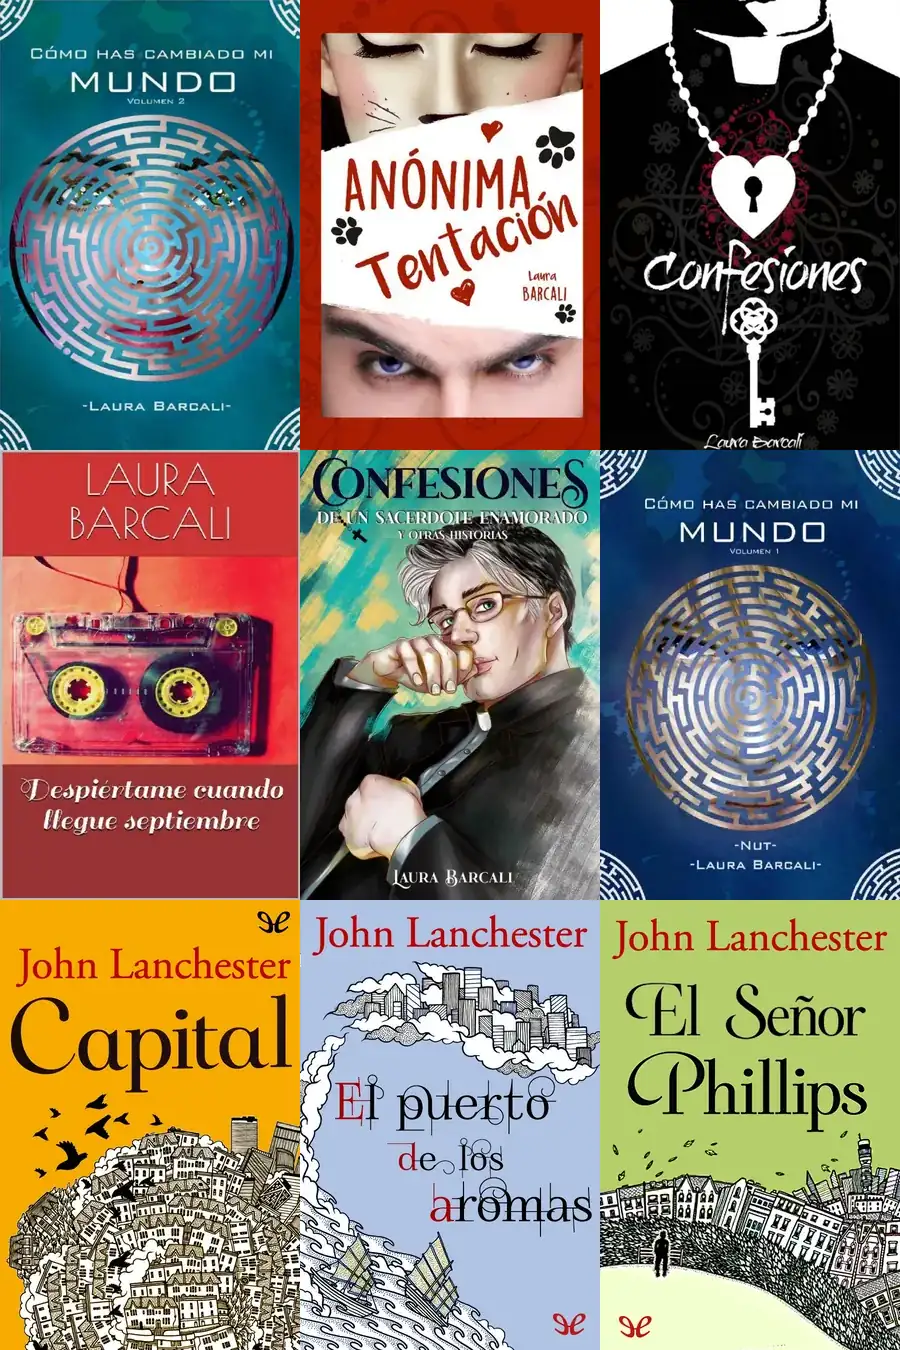 CÓMO HAS CAMBIADO MI
MUNDO
VOLUMEN 2
-LAURA BARCALI-
ANÓNIMA
Tentación
Laura
BARCALI
Confesiones
Laura Barcali
LAURA
BARCALI
Despiértame cuando
llegue septiembre
CONFESIONES
DE UN SACERDOTE ENAMORADO
Y OTRAS HISTORIAS
LAURA BARCALI
CÓMO HAS CAMBIADO MI
MUNDO
VOLUMEN 1
-NUT-
-LAURA BARCALI-
John Lanchester
Capital
John Lanchester
El puerto
de los
aromas
John Lanchester
El Señor
Phillips